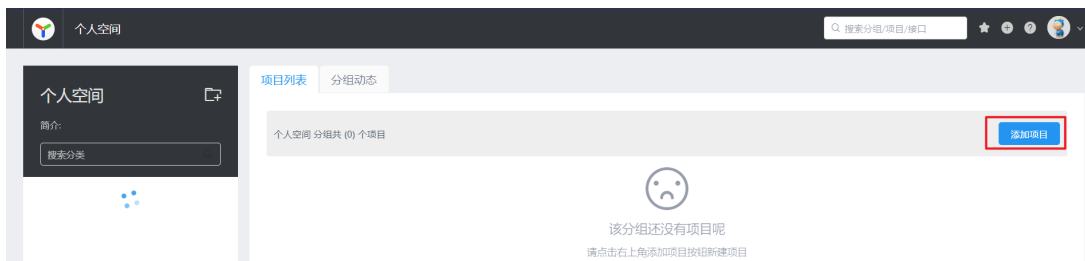 个人空间
搜索分组/项目/接口
个人空间
简介:
搜索分类
项目列表
分组动态
个人空间 分组共 (0) 个项目
添加项目
该分组还没有项目呢
请点击右上角添加项目按钮新建项目